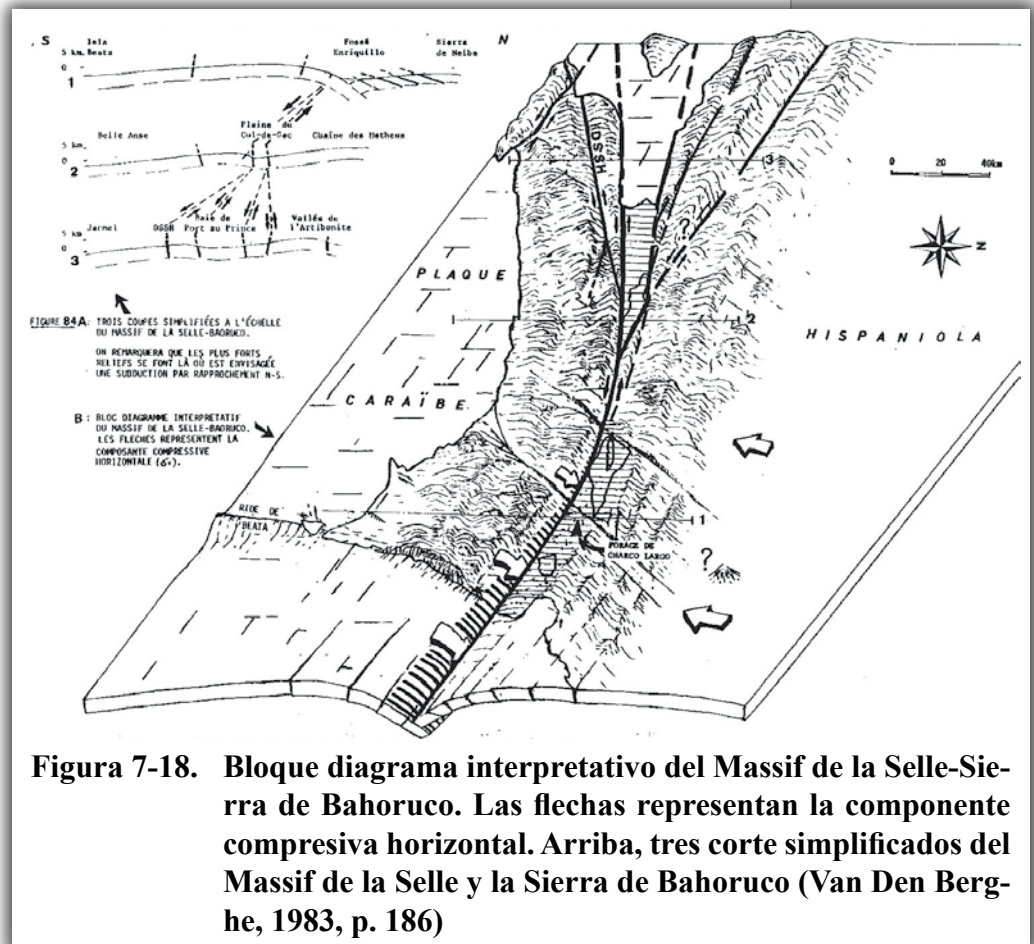 S Isla Beata Fossé Enriquillo Sierra de Neiba N
5 km.
0
1
Plaine du Cul-de-Sac
Belle Anse Chaîne des Matheux
5 km.
0
2
Baie de Port au Prince
Vallée de l'Artibonite
5 km Jacmel DSSH
0
3
FIGURE 84A: TROIS COUPES SIMPLIFIÉES A L'ÉCHELLE
DU MASSIF DE LA SELLE-BAORUCO.
ON REMARQUERA QUE LES PLUS FORTS
RELIEFS SE FONT LÀ OÙ EST ENVISAGÉE
UNE SUBDUCTION PAR RAPPROCHEMENT N-S.
B : BLOC DIAGRAMME INTERPRETATIF
DU MASSIF DE LA SELLE-BAORUCO.
LES FLECHES REPRESENTENT LA
COMPOSANTE COMPRESSIVE
HORIZONTALE
DSSH
3
0 20 40km
N
?
PLAQUE
2
HISPANIOLA
CARAÏBE
RIDE DE
BEATA
1
FORAGE DE
CHARCO LARGO
?
Figura 7-18. Bloque diagrama interpretativo del Massif de la Selle-Sie-
rra de Bahoruco. Las flechas representan la componente
compresiva horizontal. Arriba, tres corte simplificados del
Massif de la Selle y la Sierra de Bahoruco (Van Den Berg-
he, 1983, p. 186)